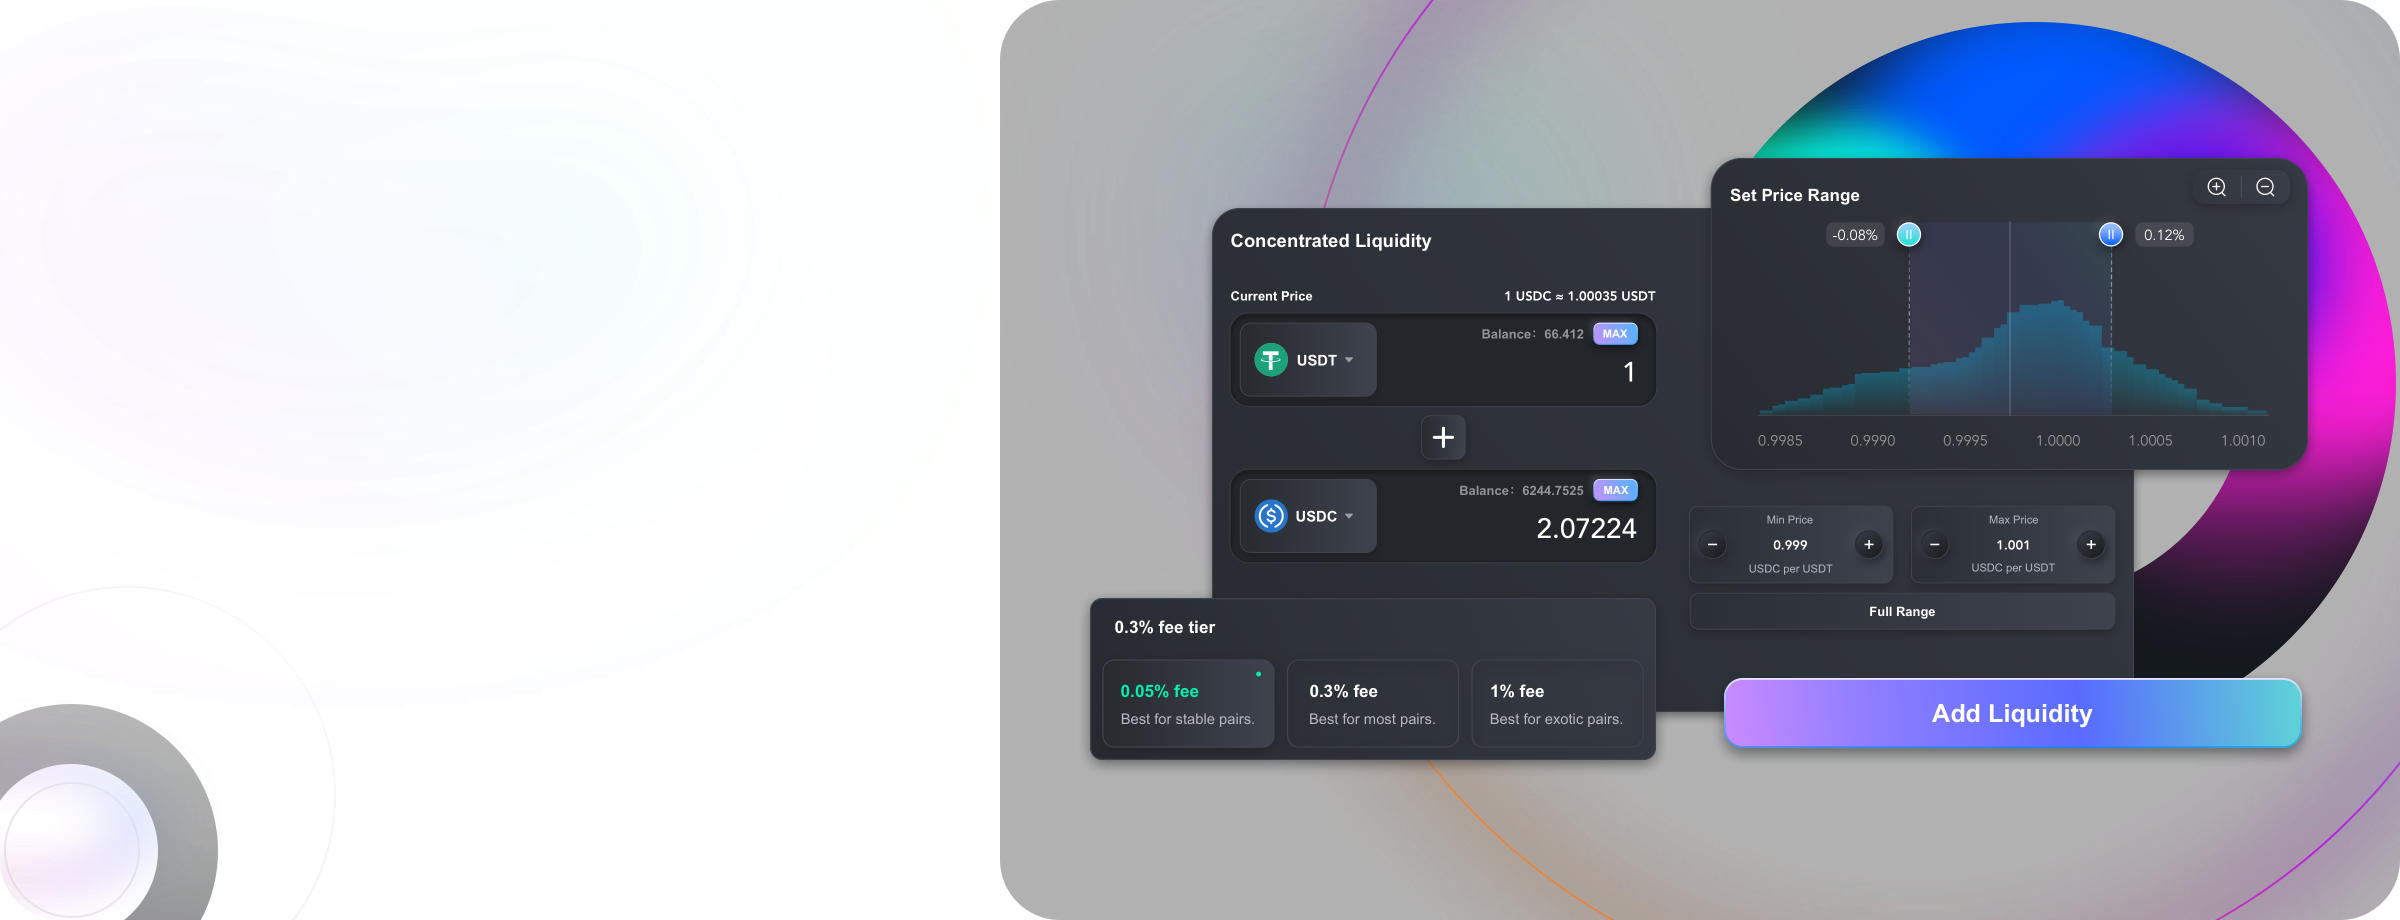 Concentrated Liquidity
Current Price
1 USDC ≈ 1.00035 USDT
USDT
Balance: 66.412
MAX
1
+
USDC
Balance: 6244.7525
MAX
2.07224
0.3% fee tier
0.05% fee
Best for stable pairs.
0.3% fee
Best for most pairs.
1% fee
Best for exotic pairs.
Set Price Range
-0.08%
0.12%
0.9985 0.9990 0.9995 1.0000 1.0005 1.0010
Min Price
− 0.999 +
USDC per USDT
Max Price
− 1.001 +
USDC per USDT
Full Range
Add Liquidity